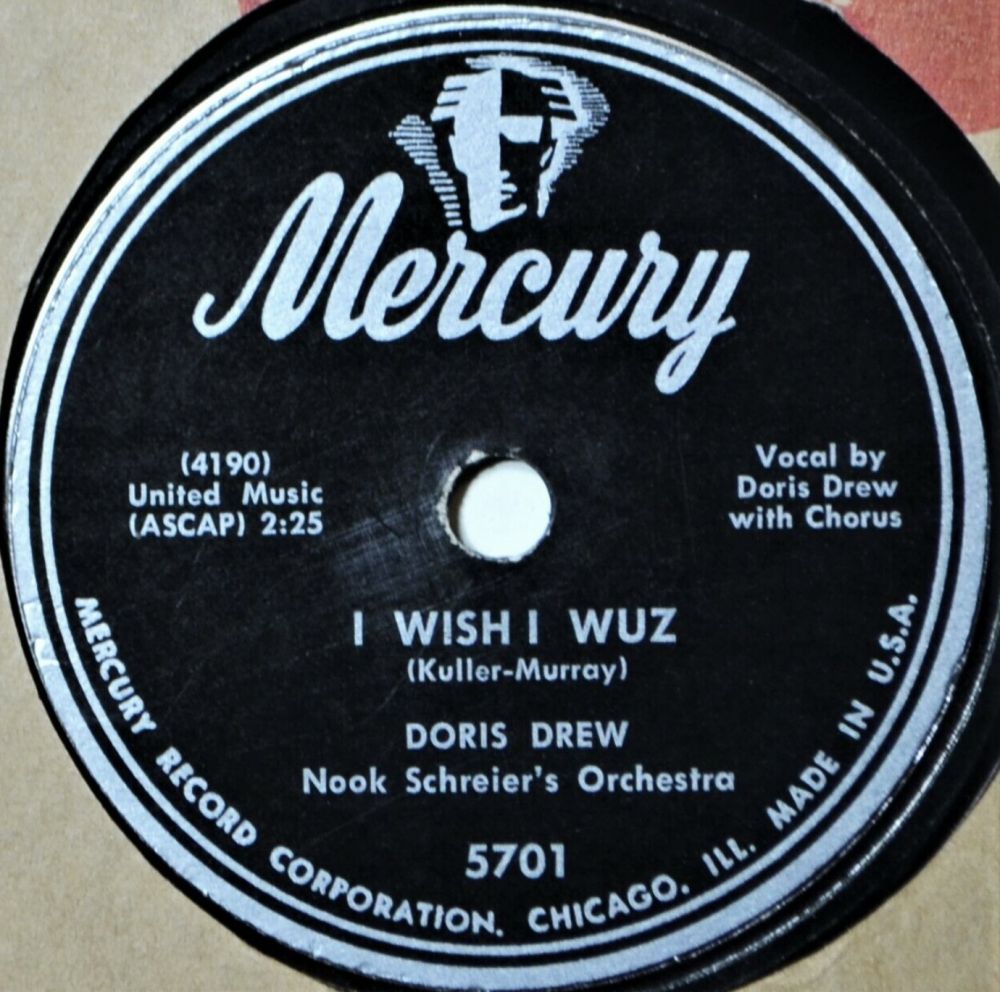 Mercury
(4190)
United Music
(ASCAP) 2:25
Vocal by
Doris Drew
with Chorus
I WISH I WUZ
(Kuller-Murray)
DORIS DREW
Nook Schreier's Orchestra
5701
MERCURY RECORD CORPORATION. CHICAGO. ILL. MADE IN U.S.A.